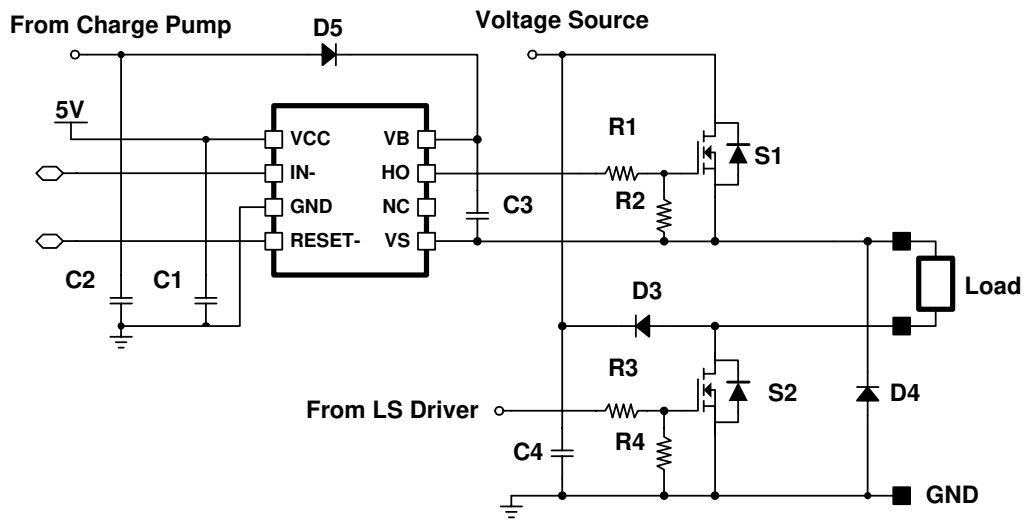 From Charge Pump
D5
Voltage Source
5V
VCC
VB
R1
S1
IN-
HO
R2
GND
NC
C3
RESET-
VS
C2
C1
D3
Load
R3
S2
D4
From LS Driver
R4
C4
GND